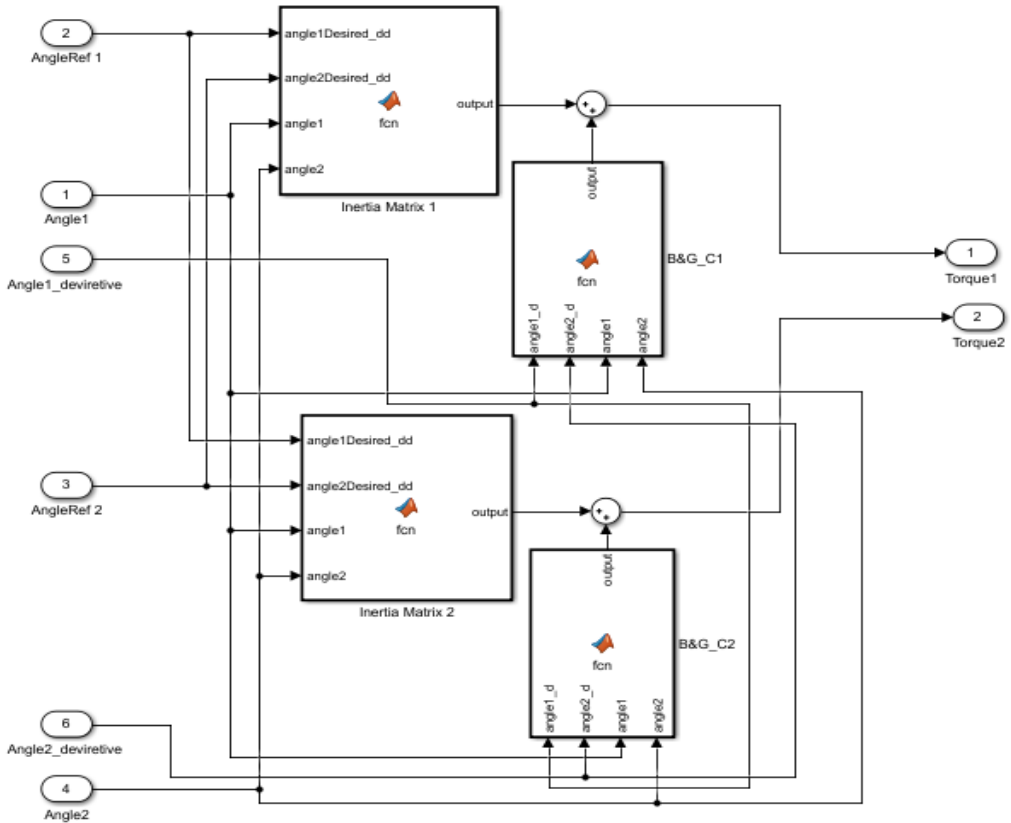 2
AngleRef 1
angle1Desired_dd
angle2Desired_dd
angle1
angle2
output
fcn
Inertia Matrix 1
1
Angle1
5
Angle1_deviretive
output
fcn
B&G_C1
angle1_d
angle2_d
angle1
angle2
1
Torque1
2
Torque2
angle1Desired_dd
angle2Desired_dd
angle1
angle2
output
fcn
Inertia Matrix 2
3
AngleRef 2
output
fcn
B&G_C2
angle1_d
angle2_d
angle1
angle2
6
Angle2_deviretive
4
Angle2